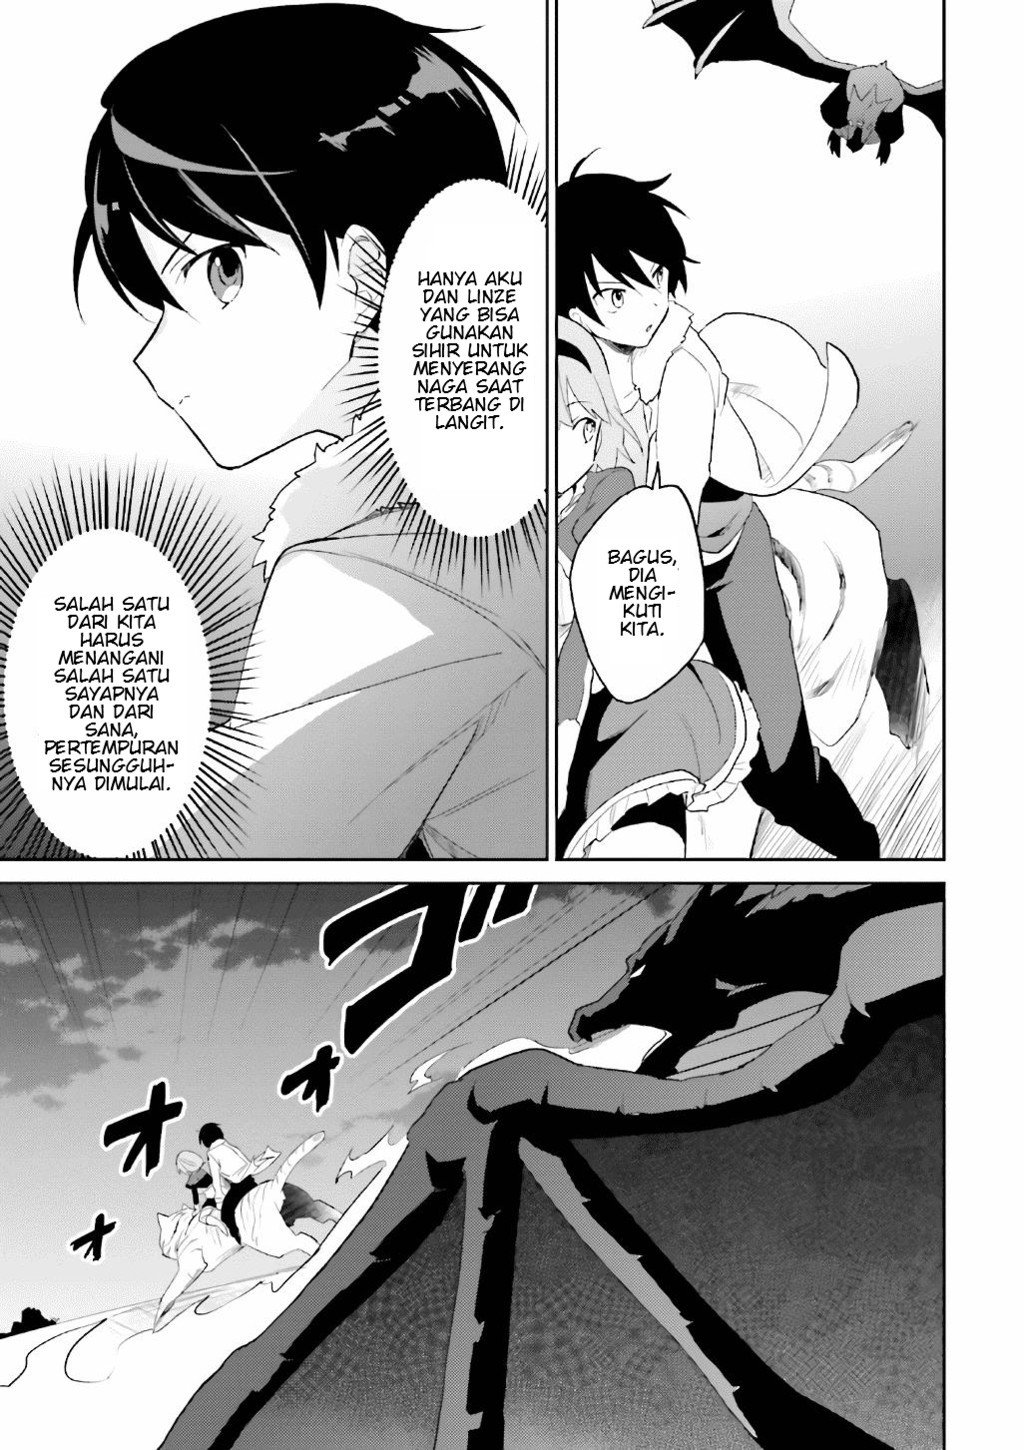 BAGUS,
DIA
MENGI-
KUTI
KITA.
HANYA AKU
DAN LINZE
YANG BISA
GUNAKAN
SIHIR UNTUK
MENYERANG
NAGA SAAT
TERBANG DI
LANGIT.
SALAH SATU
DARI KITA
HARUS
MENANGANI
SALAH SATU
SAYAPNYA
DAN DARI
SANA,
PERTEMPURAN
SESUNGGUH-
NYA DIMULAI.
ゴォォォ